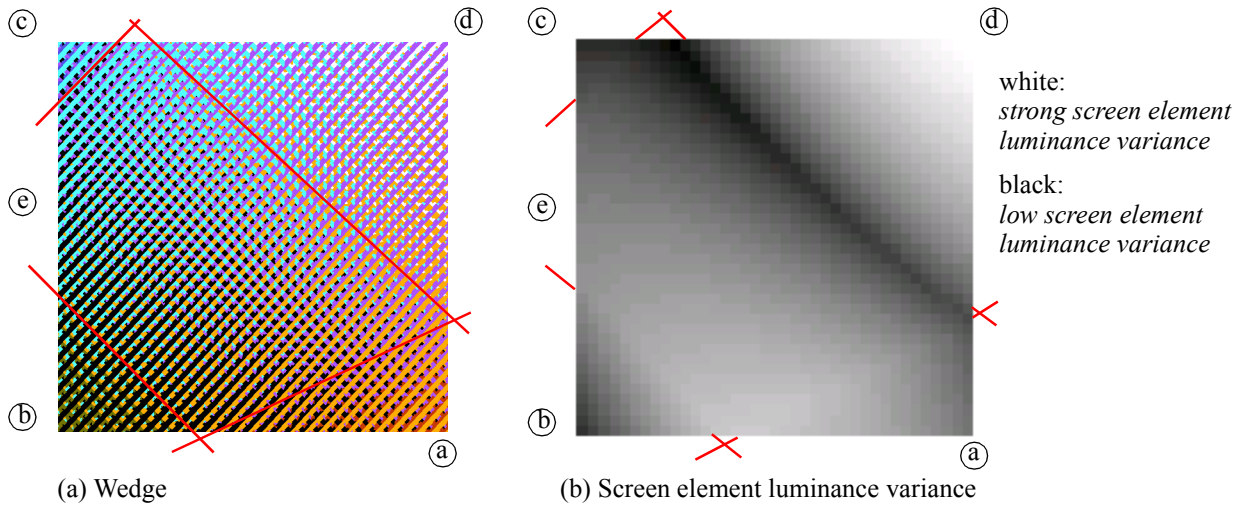 c
d
e
b
a
(a) Wedge
c
d
e
b
a
white:
strong screen element
luminance variance
black:
low screen element
luminance variance
(b) Screen element luminance variance